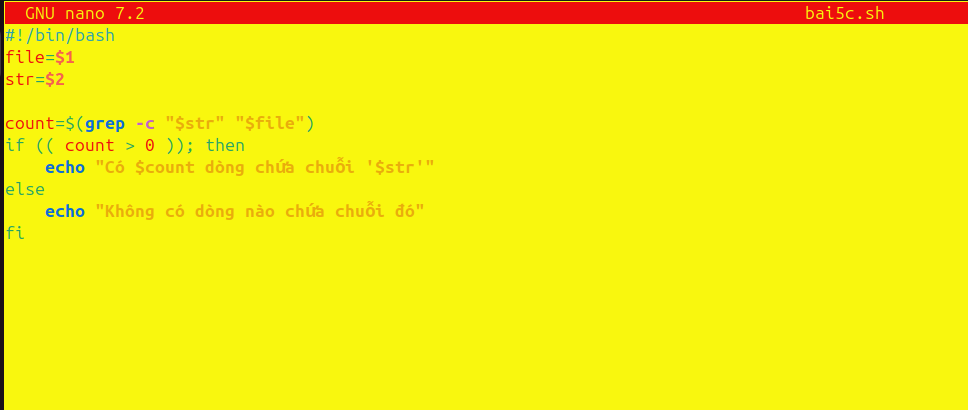 GNU nano 7.2 bai5c.sh
#!/bin/bash
file=$1
str=$2
count=$(grep -c "$str" "$file")
if (( count > 0 )); then
    echo "Có $count dòng chứa chuỗi '$str'"
else
    echo "Không có dòng nào chứa chuỗi đó"
fi